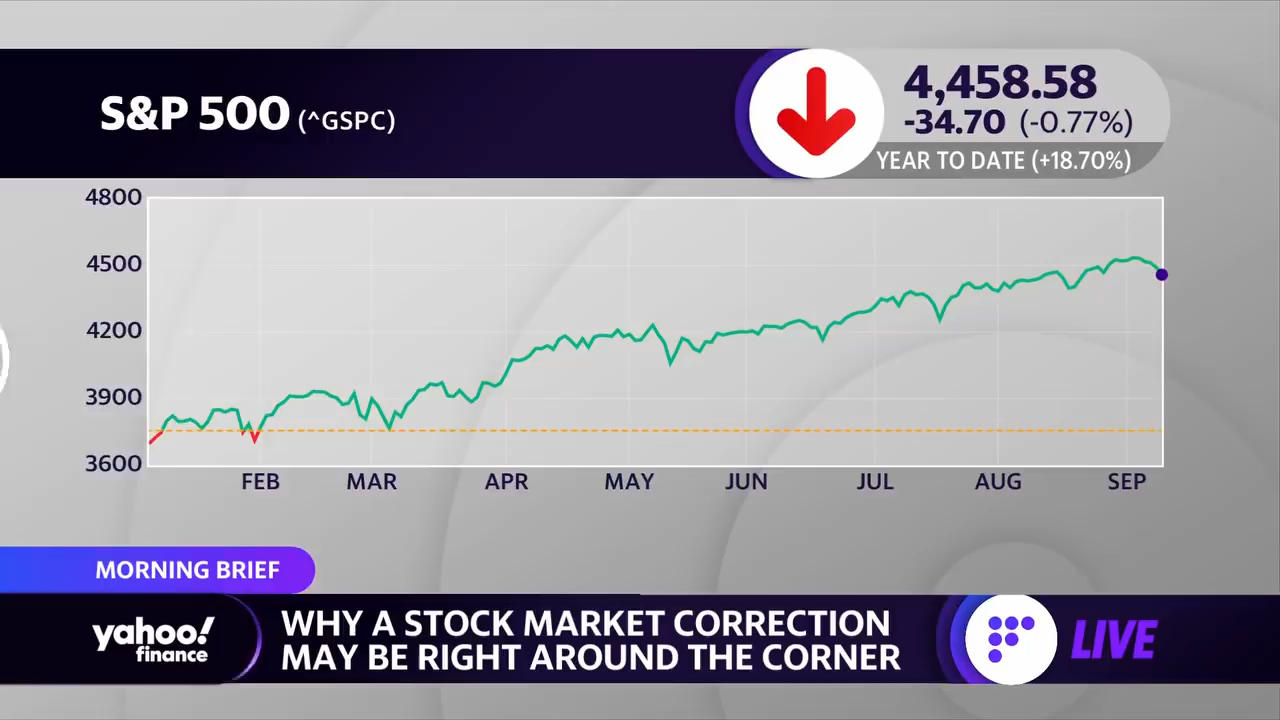 S&P 500 (^GSPC)
4,458.58
-34.70 (-0.77%)
YEAR TO DATE (+18.70%)
4800
4500
4200
3900
3600
FEB MAR APR MAY JUN JUL AUG SEP
MORNING BRIEF
yahoo!
finance
WHY A STOCK MARKET CORRECTION
MAY BE RIGHT AROUND THE CORNER
LIVE